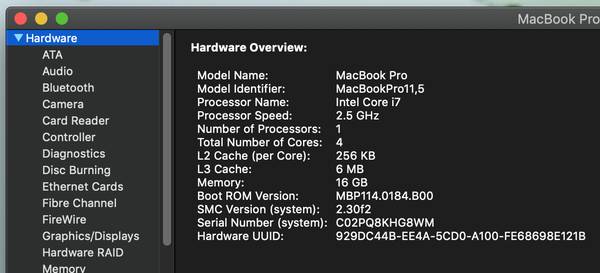 MacBook Pro
Hardware
ATA
Audio
Bluetooth
Camera
Card Reader
Controller
Diagnostics
Disc Burning
Ethernet Cards
Fibre Channel
FireWire
Graphics/Displays
Hardware RAID
Memory
Hardware Overview:
Model Name: MacBook Pro
Model Identifier: MacBookPro11,5
Processor Name: Intel Core i7
Processor Speed: 2.5 GHz
Number of Processors: 1
Total Number of Cores: 4
L2 Cache (per Core): 256 KB
L3 Cache: 6 MB
Memory: 16 GB
Boot ROM Version: MBP114.0184.B00
SMC Version (system): 2.30f2
Serial Number (system): C02PQ8KHG8WM
Hardware UUID: 929DC44B-EE4A-5CD0-A100-FE68698E121B